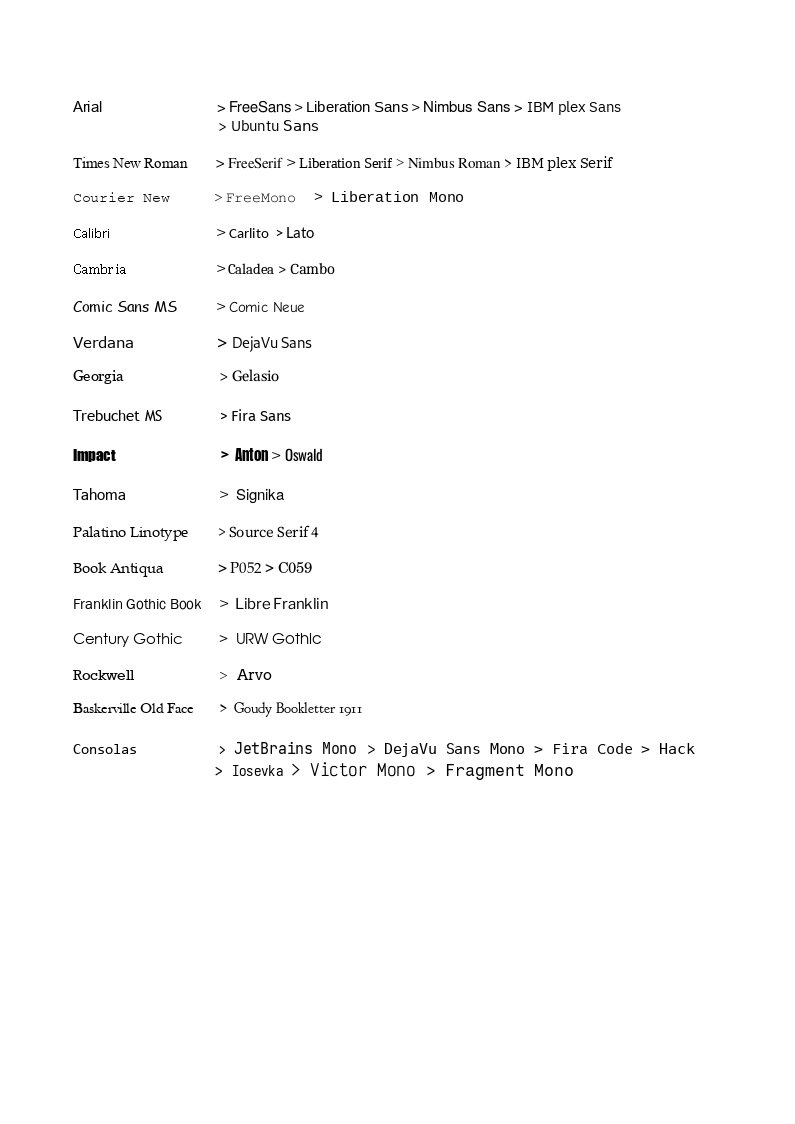 Arial > FreeSans > Liberation Sans > Nimbus Sans > IBM plex Sans
> Ubuntu Sans
Times New Roman > FreeSerif > Liberation Serif > Nimbus Roman > IBM plex Serif
Courier New > FreeMono > Liberation Mono
Calibri > Carlito > Lato
Cambria > Caladea > Cambo
Comic Sans MS > Comic Neue
Verdana > DejaVu Sans
Georgia > Gelasio
Trebuchet MS > Fira Sans
Impact > Anton > Oswald
Tahoma > Signika
Palatino Linotype > Source Serif 4
Book Antiqua > P052 > C059
Franklin Gothic Book > Libre Franklin
Century Gothic > URW Gothic
Rockwell > Arvo
Baskerville Old Face > Goudy Bookletter 1911
Consolas > JetBrains Mono > DejaVu Sans Mono > Fira Code > Hack
> Iosevka > Victor Mono > Fragment Mono